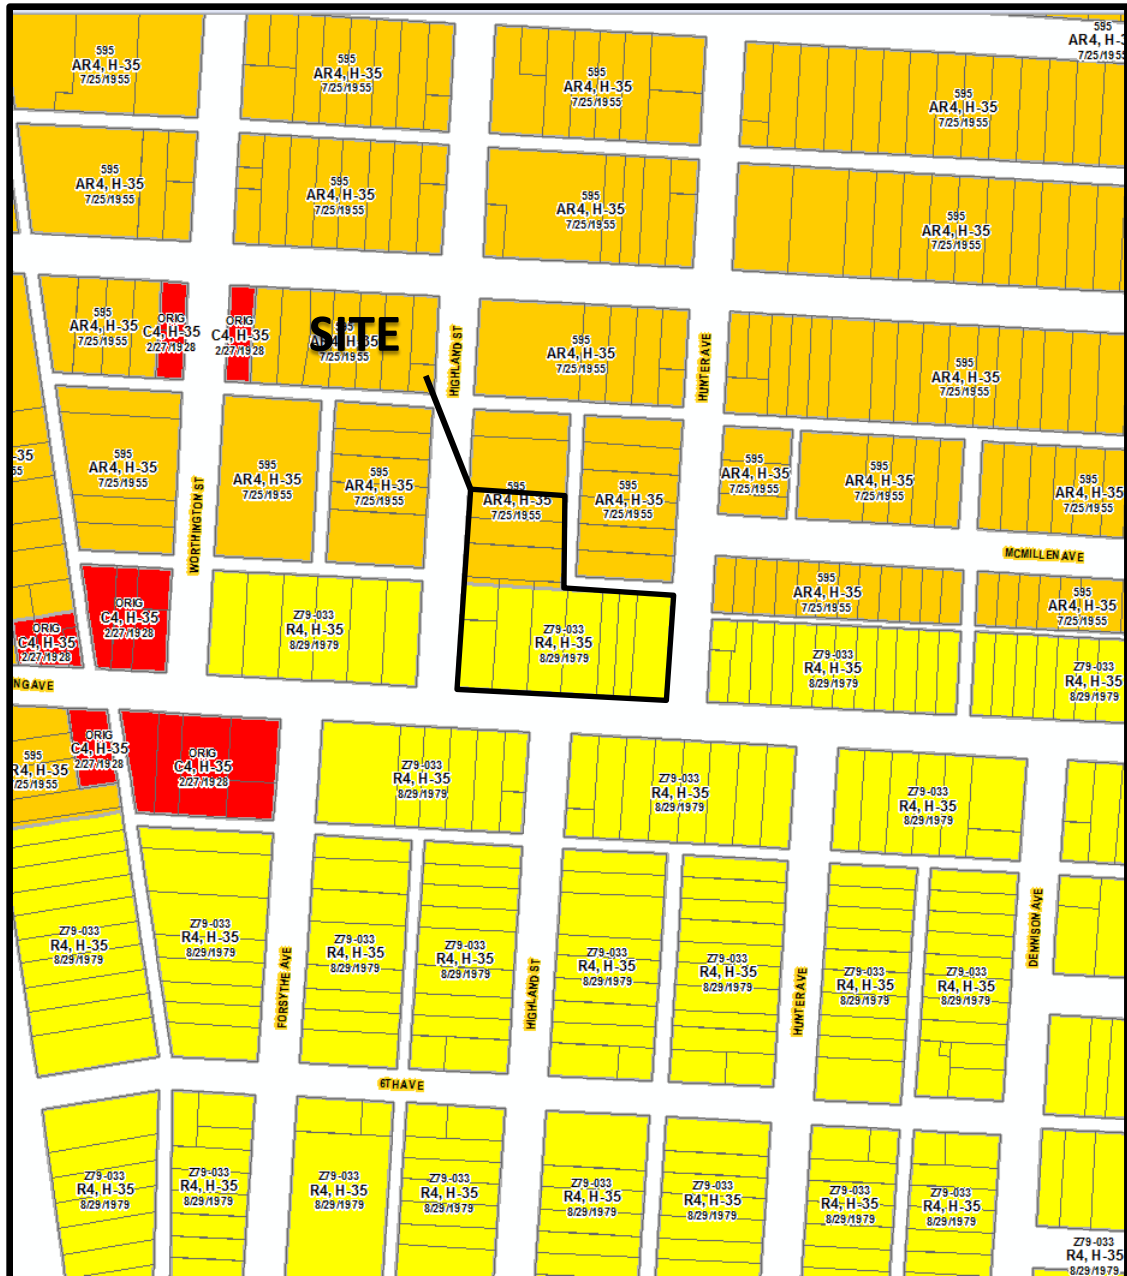 595
AR4, H-35
7/25/1955
595
AR4, H-35
7/25/1955
595
AR4, H-35
7/25/1955
595
AR4, H-35
7/25/1955
595
AR4, H-3
7/25/1955
595
AR4, H-35
7/25/1955
595
AR4, H-35
7/25/1955
595
AR4, H-35
7/25/1955
595
AR4, H-35
7/25/1955
595
AR4, H-35
7/25/1955
ORIG
C4, H-35
2/27/1928
ORIG
C4, H-35
2/27/1928
SITE
595
AR4, H-35
7/25/1955
HIGHLAND ST
595
AR4, H-35
7/25/1955
HUNTER AVE
595
AR4, H-35
7/25/1955
-35
55
595
AR4, H-35
7/25/1955
WORTHINGTON ST
595
AR4, H-35
7/25/1955
595
AR4, H-35
7/25/1955
595
AR4, H-35
7/25/1955
595
AR4, H-35
7/25/1955
595
AR4, H-35
7/25/1955
595
AR4, H-35
7/25/1955
595
AR4, H-35
7/25/1955
MCMILLEN AVE
ORIG
C4, H-35
2/27/1928
ORIG
C4, H-35
2/27/1928
Z79-033
R4, H-35
8/29/1979
Z79-033
R4, H-35
8/29/1979
595
AR4, H-35
7/25/1955
595
AR4, H-35
7/25/1955
Z79-033
R4, H-35
8/29/1979
Z79-033
R4, H-35
8/29/1979
NG AVE
595
R4, H-35
/25/1955
ORIG
C4, H-35
2/27/1928
ORIG
C4, H-35
2/27/1928
Z79-033
R4, H-35
8/29/1979
Z79-033
R4, H-35
8/29/1979
Z79-033
R4, H-35
8/29/1979
Z79-033
R4, H-35
8/29/1979
Z79-033
R4, H-35
8/29/1979
FORSYTHE AVE
Z79-033
R4, H-35
8/29/1979
Z79-033
R4, H-35
8/29/1979
HIGHLAND ST
Z79-033
R4, H-35
8/29/1979
Z79-033
R4, H-35
8/29/1979
HUNTER AVE
Z79-033
R4, H-35
8/29/1979
Z79-033
R4, H-35
8/29/1979
DENNISON AVE
6TH AVE
Z79-033
R4, H-35
8/29/1979
Z79-033
R4, H-35
8/29/1979
Z79-033
R4, H-35
8/29/1979
Z79-033
R4, H-35
8/29/1979
Z79-033
R4, H-35
8/29/1979
Z79-033
R4, H-35
8/29/1979
Z79-033
R4, H-35
8/29/1979
Z79-033
R4, H-35
8/29/1979
Z79-033
R4, H-35
8/29/1979